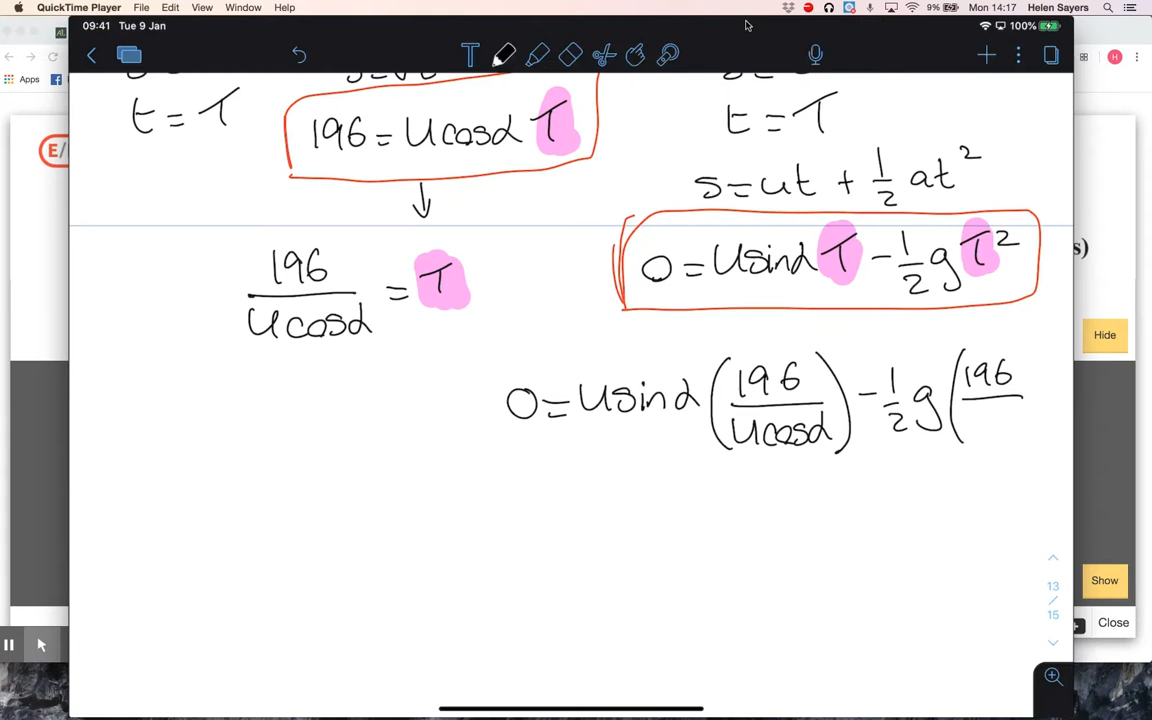 QuickTime Player File Edit View Window Help
9% Mon 14:17 Helen Sayers
09:41 Tue 9 Jan
100%
Apps
H
T
t = T
196 = Ucosα T
t = T
s = ut + 1/2 at²
0 = Usinα T - 1/2 g T²
196/Ucosα = T
0 = Usinα (196/Ucosα) - 1/2 g (196
E/
s)
Hide
Show
Close
13
/
15